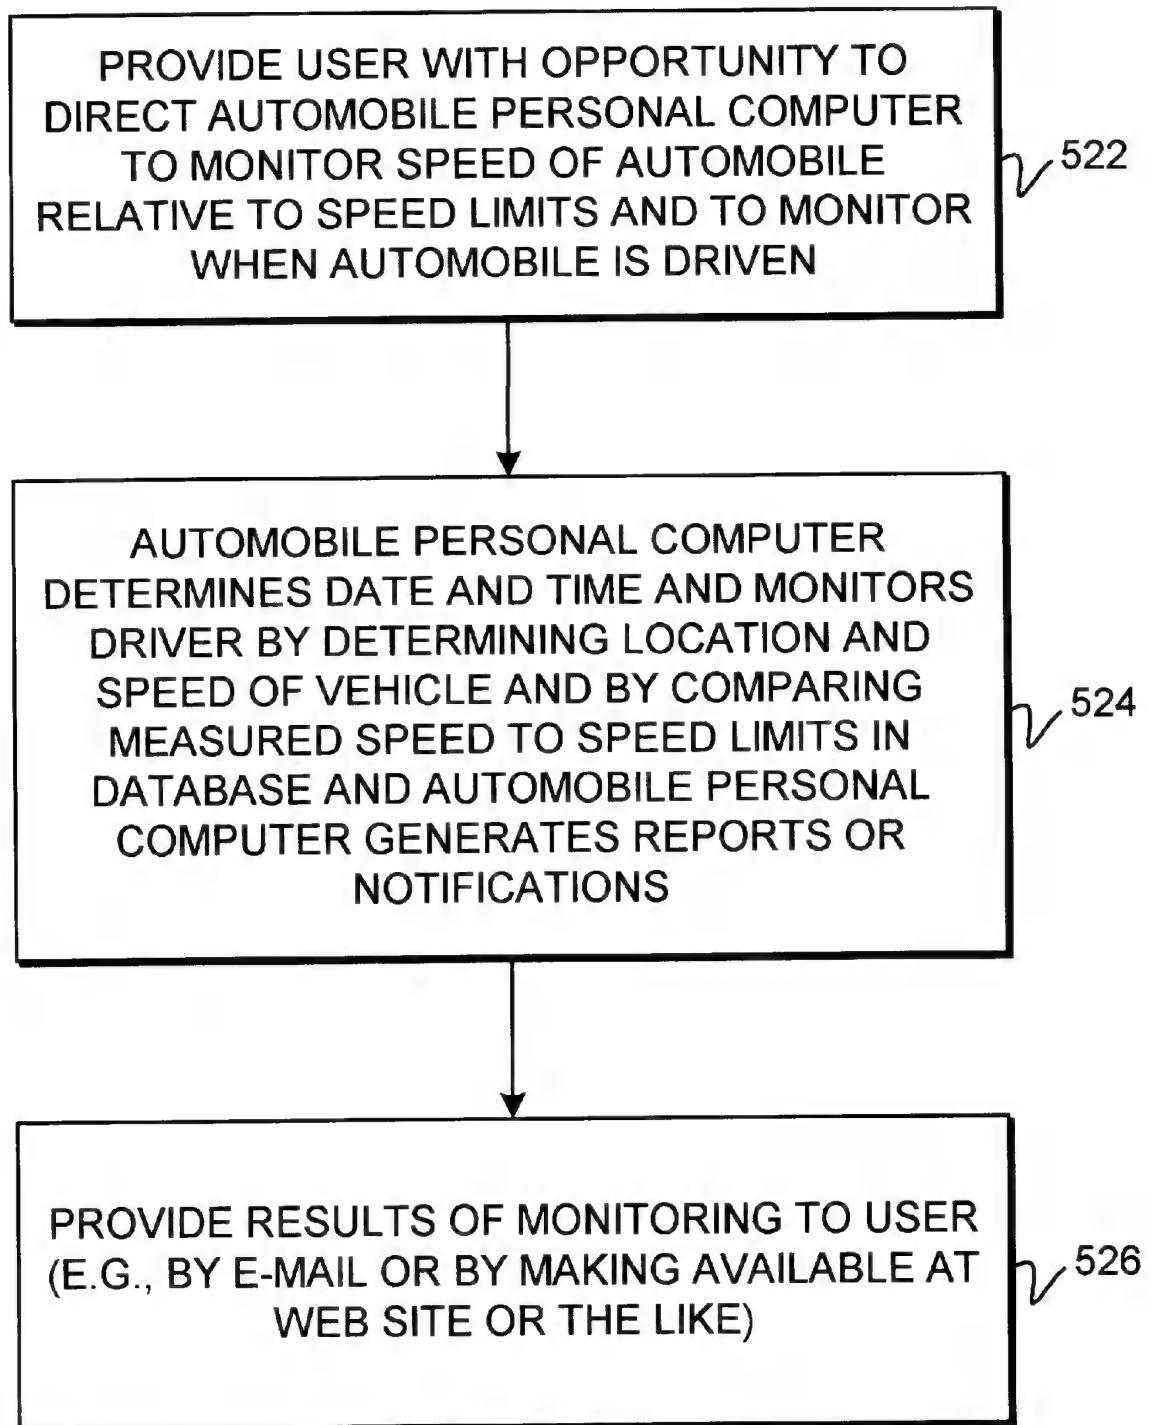 PROVIDE USER WITH OPPORTUNITY TO
DIRECT AUTOMOBILE PERSONAL COMPUTER
TO MONITOR SPEED OF AUTOMOBILE
RELATIVE TO SPEED LIMITS AND TO MONITOR
WHEN AUTOMOBILE IS DRIVEN
522
AUTOMOBILE PERSONAL COMPUTER
DETERMINES DATE AND TIME AND MONITORS
DRIVER BY DETERMINING LOCATION AND
SPEED OF VEHICLE AND BY COMPARING
MEASURED SPEED TO SPEED LIMITS IN
DATABASE AND AUTOMOBILE PERSONAL
COMPUTER GENERATES REPORTS OR
NOTIFICATIONS
524
PROVIDE RESULTS OF MONITORING TO USER
(E.G., BY E-MAIL OR BY MAKING AVAILABLE AT
WEB SITE OR THE LIKE)
526